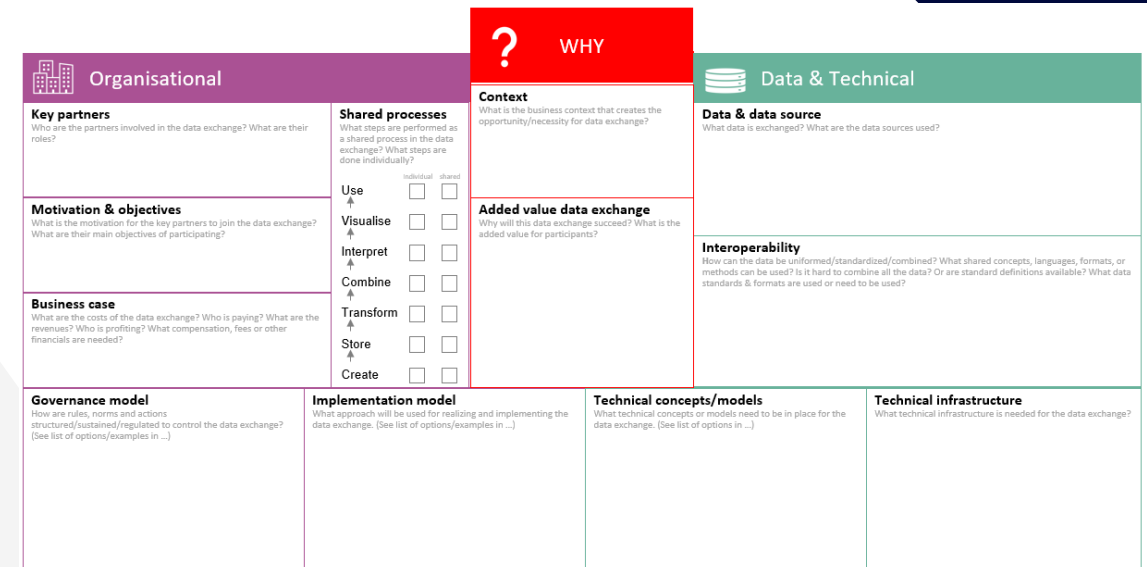 ?
WHY
Organisational
Data & Technical
Key partners
Who are the partners involved in the data exchange? What are their
roles?
Motivation & objectives
What is the motivation for the key partners to join the data exchange?
What are their main objectives of participating?
Business case
What are the costs of the data exchange? Who is paying? What are the
revenues? Who is profiting? What compensation, fees or other
financials are needed?
Shared processes
What steps are performed as
a shared process in the data
exchange? What steps are
done individually?
individual shared
Use
Visualise
Interpret
Combine
Transform
Store
Create
Context
What is the business context that creates the
opportunity/necessity for data exchange?
Added value data exchange
Why will this data exchange succeed? What is the
added value for participants?
Data & data source
What data is exchanged? What are the data sources used?
Interoperability
How can the data be uniformed/standardized/combined? What shared concepts, languages, formats, or
methods can be used? Is it hard to combine all the data? Or are standard definitions available? What data
standards & formats are used or need to be used?
Governance model
How are rules, norms and actions
structured/sustained/regulated to control the data exchange?
(See list of options/examples in ...)
Implementation model
What approach will be used for realizing and implementing the
data exchange. (See list of options/examples in ...)
Technical concepts/models
What technical concepts or models need to be in place for the
data exchange. (See list of options in ...)
Technical infrastructure
What technical infrastructure is needed for the data exchange?